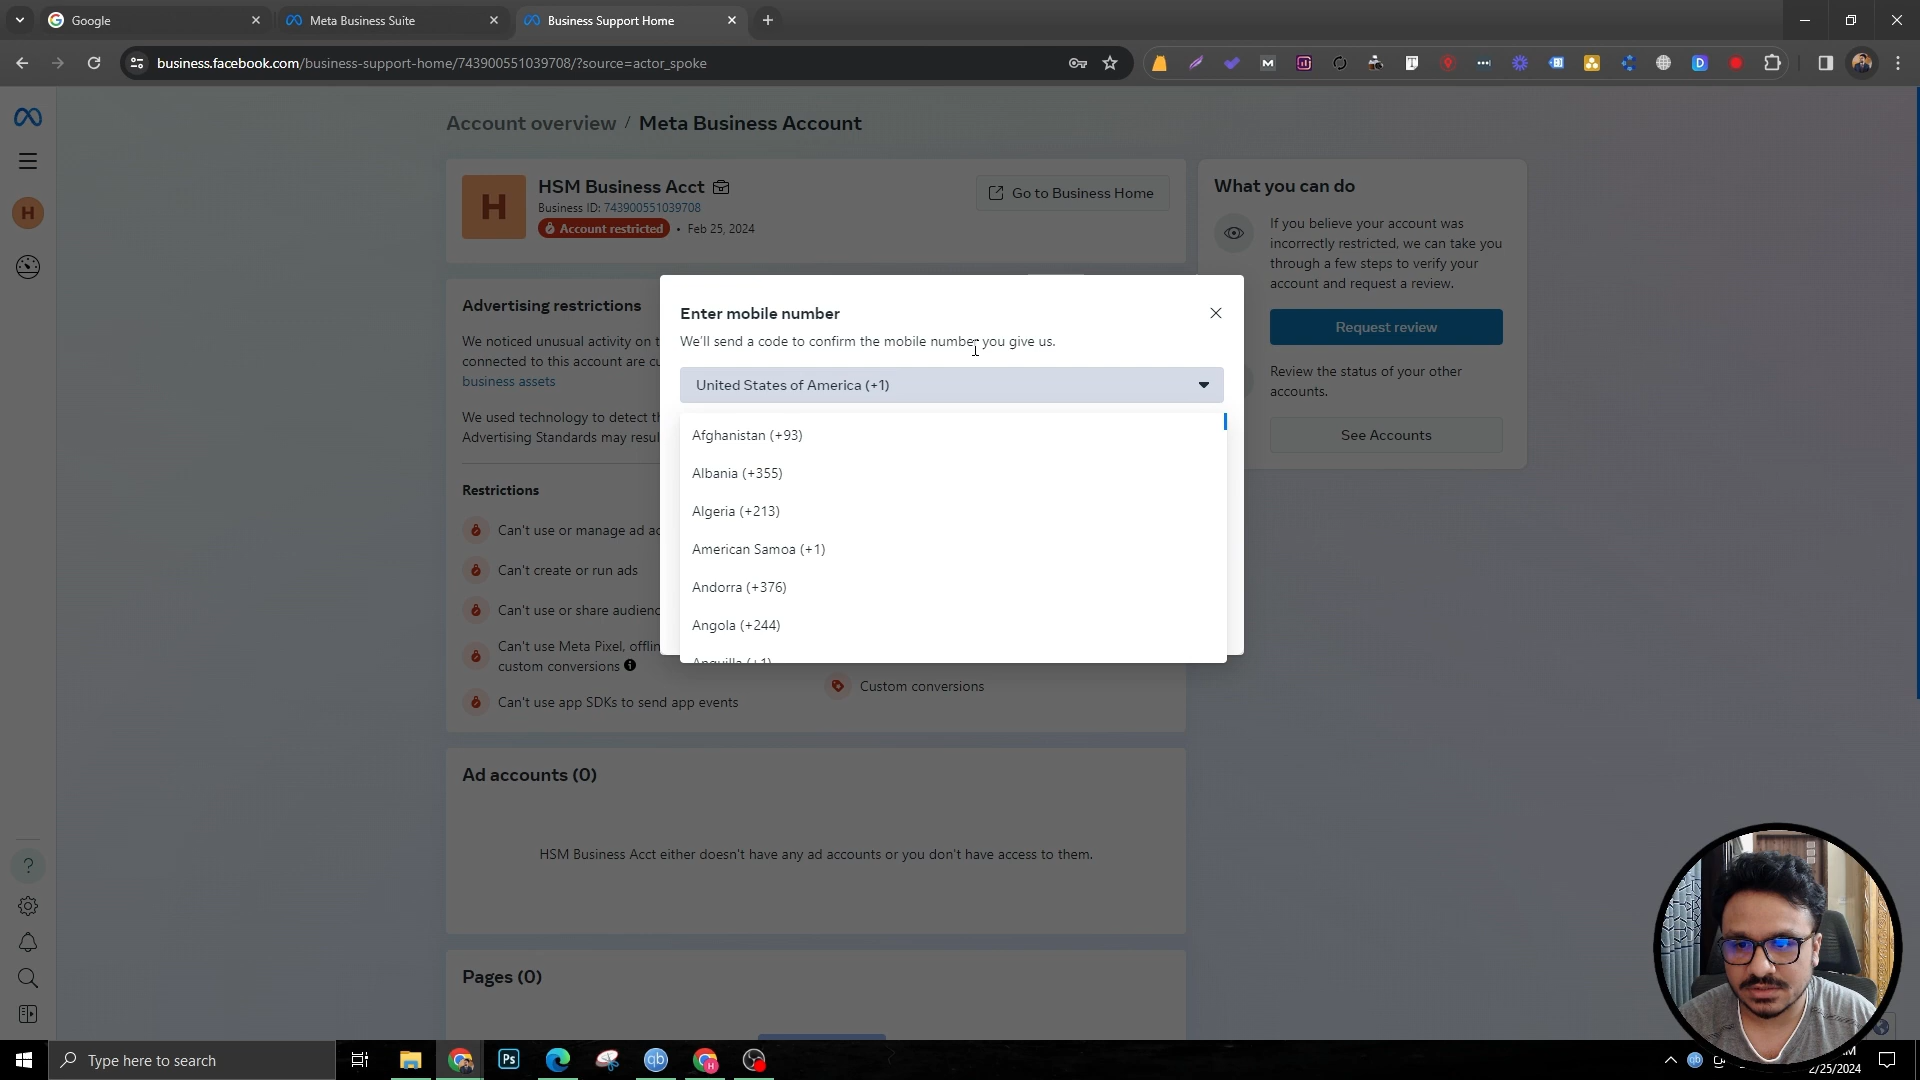 Google
Meta Business Suite
Business Support Home
business.facebook.com/business-support-home/743900551039708/?source=actor_spoke
Account overview / Meta Business Account
H
H
HSM Business Acct
Business ID: 743900551039708
Account restricted • Feb 25, 2024
Go to Business Home
What you can do
If you believe your account was
incorrectly restricted, we can take you
through a few steps to verify your
account and request a review.
Request review
Review the status of your other
accounts.
See Accounts
Advertising restrictions
We noticed unusual activity on
connected to this account are
business assets
We used technology to detect
Advertising Standards may
Restrictions
Can't use or manage ad
Can't create or run ads
Can't use or share
Can't use Meta Pixel,
custom conversions
Can't use app SDKs to send app events
Custom conversions
Enter mobile number
We'll send a code to confirm the mobile number you give us.
United States of America (+1)
Afghanistan (+93)
Albania (+355)
Algeria (+213)
American Samoa (+1)
Andorra (+376)
Angola (+244)
Anguilla (+1)
Ad accounts (0)
HSM Business Acct either doesn't have any ad accounts or you don't have access to them.
Pages (0)
Type here to search
Ps
qb
2/25/2024